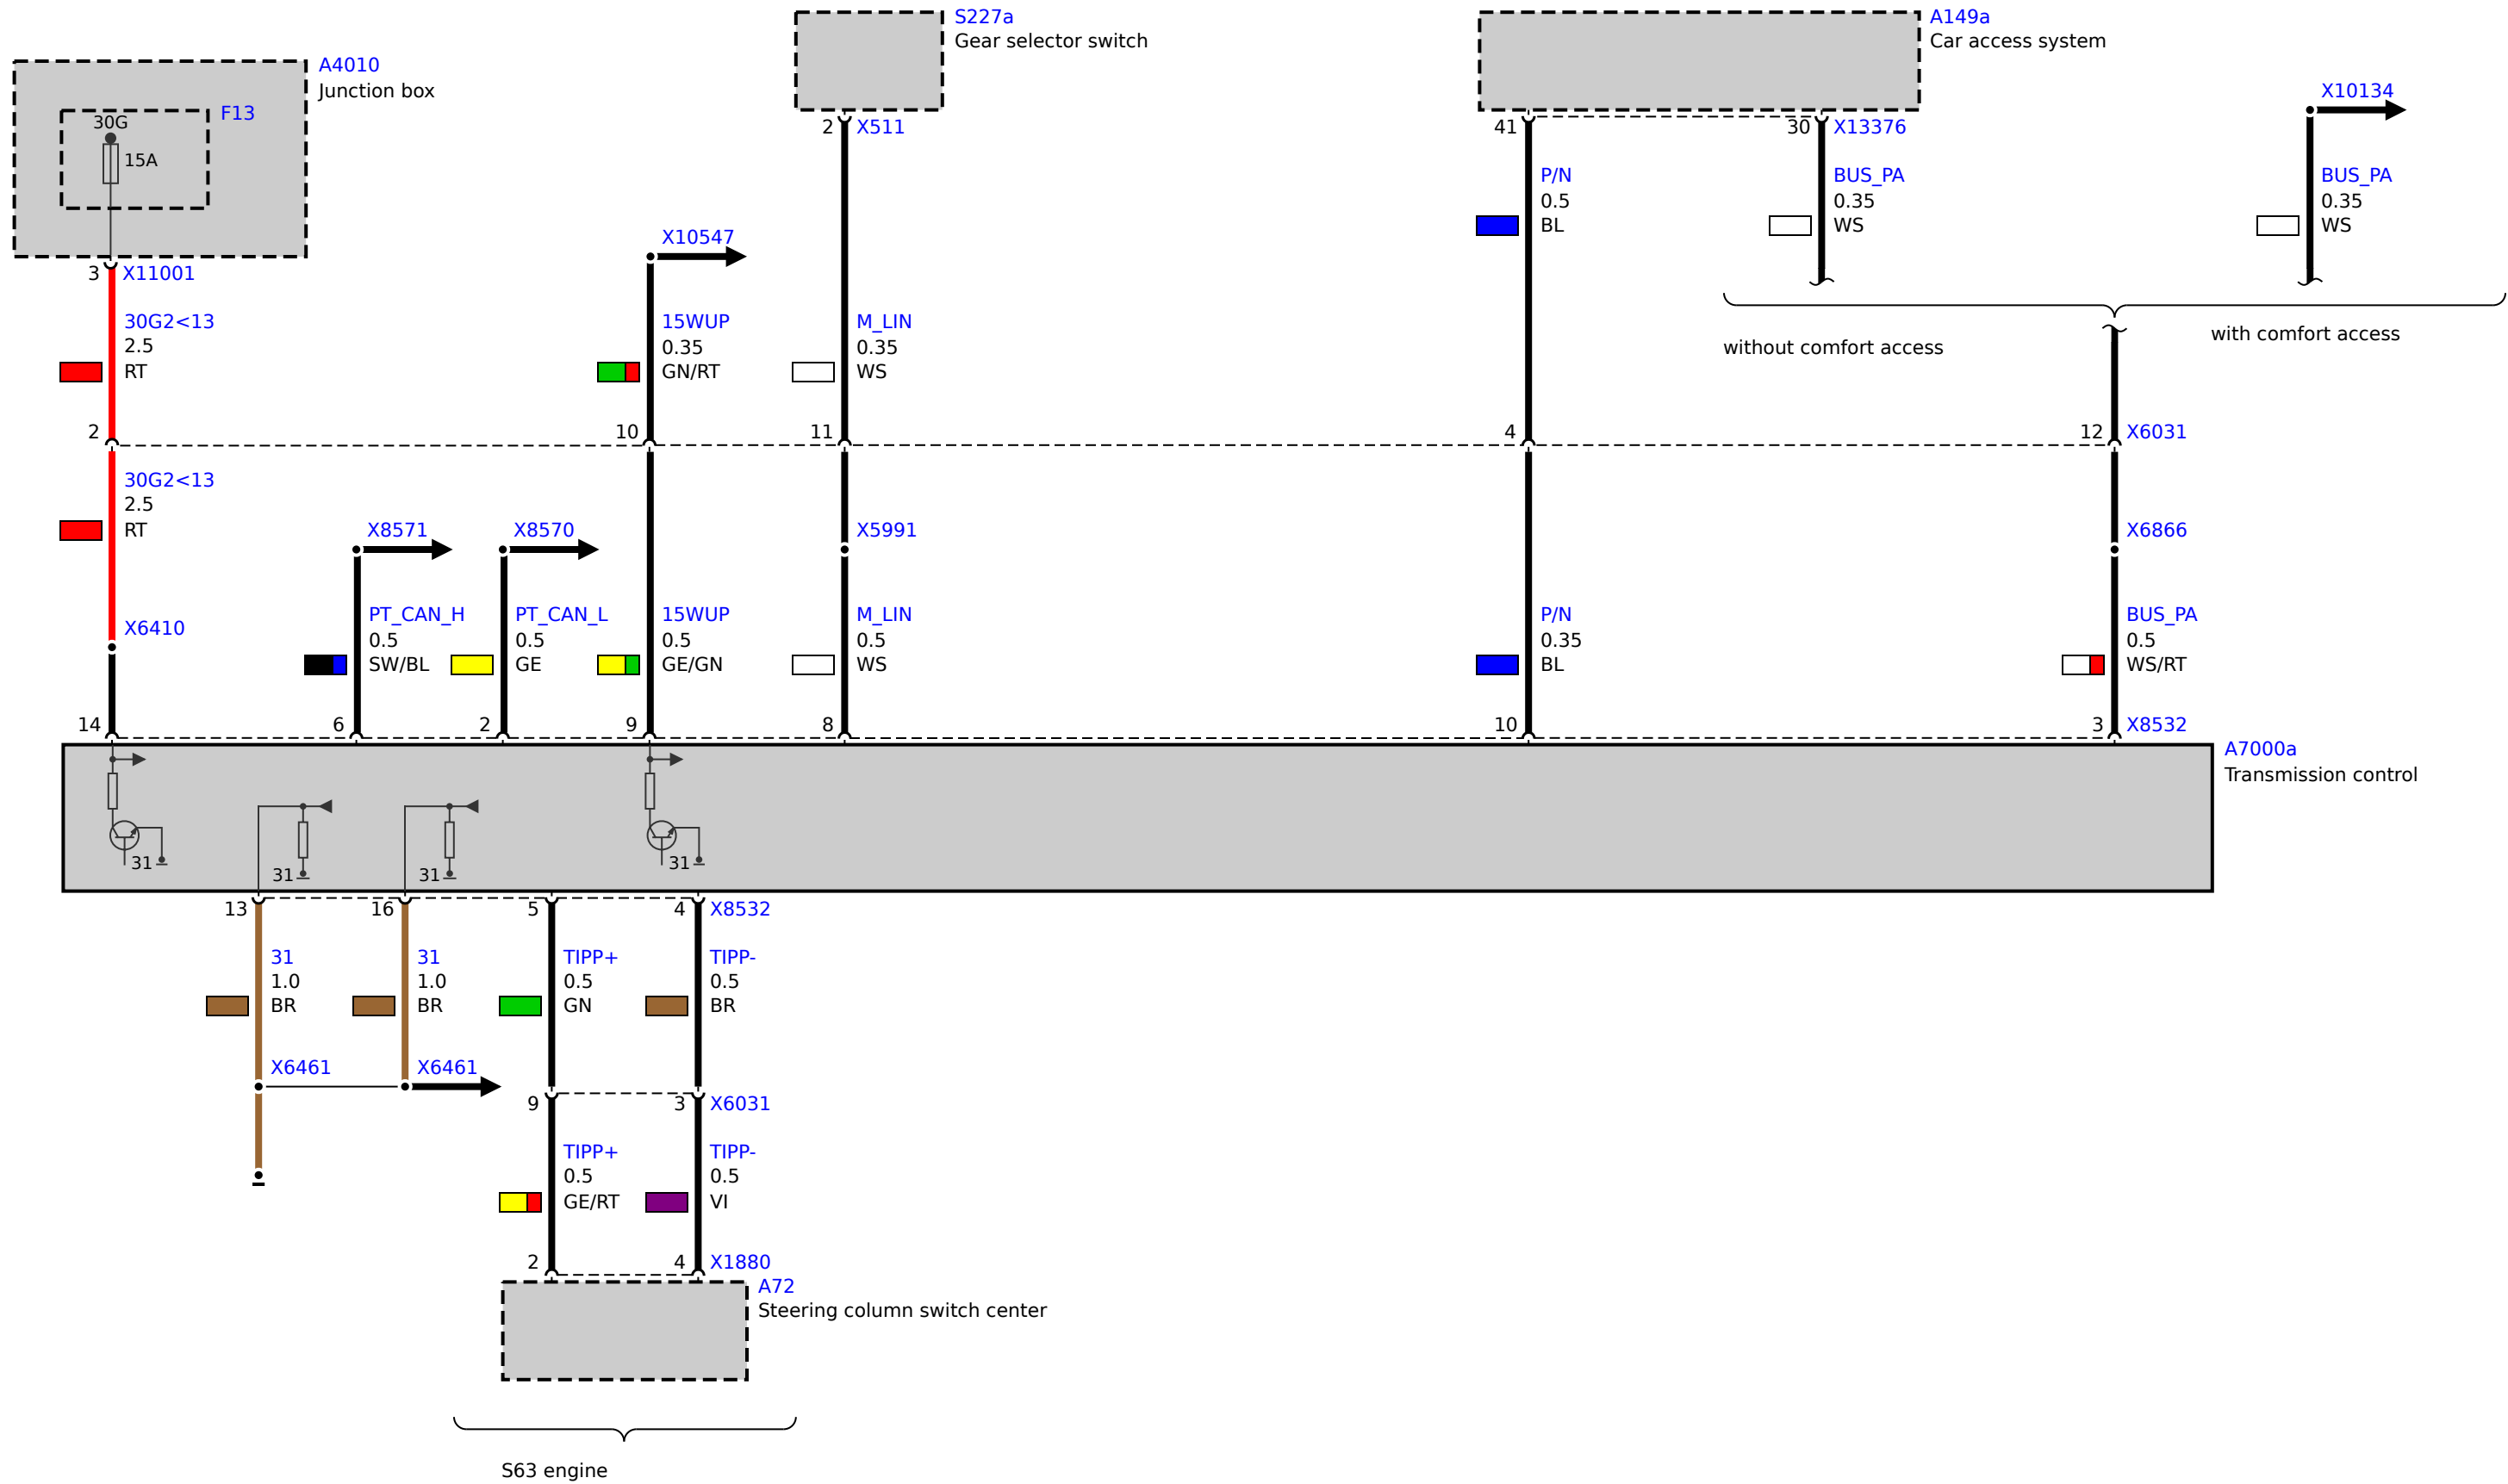 S227a
Gear selector switch
A149a
Car access system
A4010
Junction box
F13
30G
15A
X10134
2 X511
41
30 X13376
P/N
0.5
BL
BUS_PA
0.35
WS
BUS_PA
0.35
WS
X10547
3 X11001
30G2<13
2.5
RT
15WUP
0.35
GN/RT
M_LIN
0.35
WS
without comfort access
with comfort access
2
10
11
4
12 X6031
30G2<13
2.5
RT
X8571
X8570
X5991
X6866
X6410
PT_CAN_H
0.5
SW/BL
PT_CAN_L
0.5
GE
15WUP
0.5
GE/GN
M_LIN
0.5
WS
P/N
0.35
BL
BUS_PA
0.5
WS/RT
14
6
2
9
8
10
3 X8532
A7000a
Transmission control
31
31
31
31
13
16
5
4 X8532
31
1.0
BR
31
1.0
BR
TIPP+
0.5
GN
TIPP-
0.5
BR
X6461
X6461
9
3 X6031
TIPP+
0.5
GE/RT
TIPP-
0.5
VI
2
4 X1880
A72
Steering column switch center
S63 engine